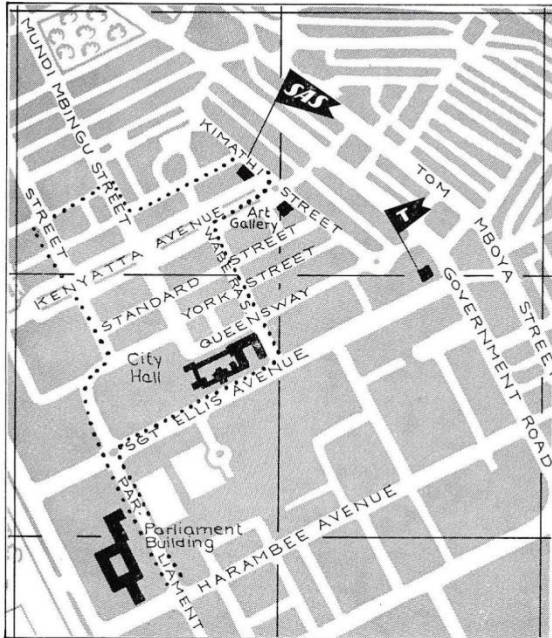 MUNDI MBINGU STREET
SAS
KIMATHI STREET
TOM MBOYA STREET
T
Art
Gallery
STREET
KENYATTA AVENUE
WABERA S
STANDARD STREET
YORK STREET
GOVERNMENT ROAD
QUEENSWAY
City
Hall
SGT ELLIS AVENUE
PARLIAMENT
Parliament
Building
HARAMBEE AVENUE